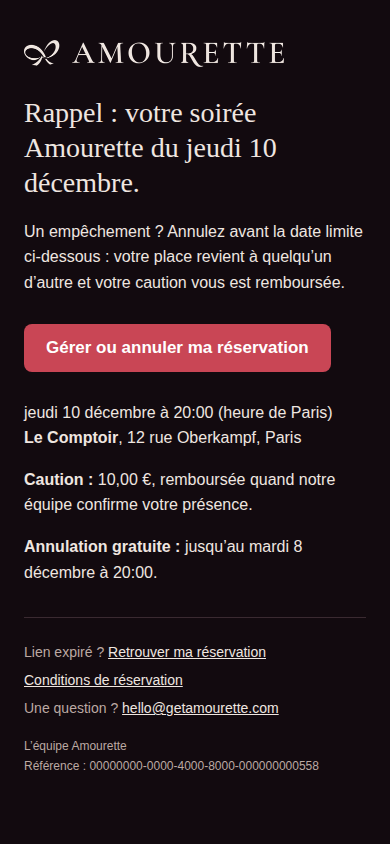 AMOURETTE
Rappel : votre soirée
Amourette du jeudi 10
décembre.
Un empêchement ? Annulez avant la date limite
ci-dessous : votre place revient à quelqu’un
d’autre et votre caution vous est remboursée.
Gérer ou annuler ma réservation
jeudi 10 décembre à 20:00 (heure de Paris)
Le Comptoir, 12 rue Oberkampf, Paris
Caution : 10,00 €, remboursée quand notre
équipe confirme votre présence.
Annulation gratuite : jusqu’au mardi 8
décembre à 20:00.
Lien expiré ? Retrouver ma réservation
Conditions de réservation
Une question ? hello@getamourette.com
L’équipe Amourette
Référence : 00000000-0000-4000-8000-000000000558